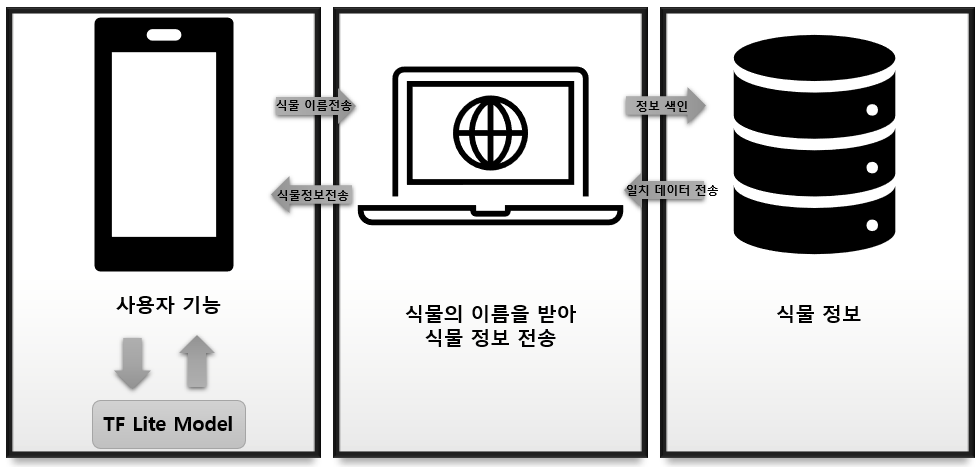 식물 이름전송
식물정보전송
정보 색인
일치 데이터 전송
사용자 기능
TF Lite Model
식물의 이름을 받아
식물 정보 전송
식물 정보